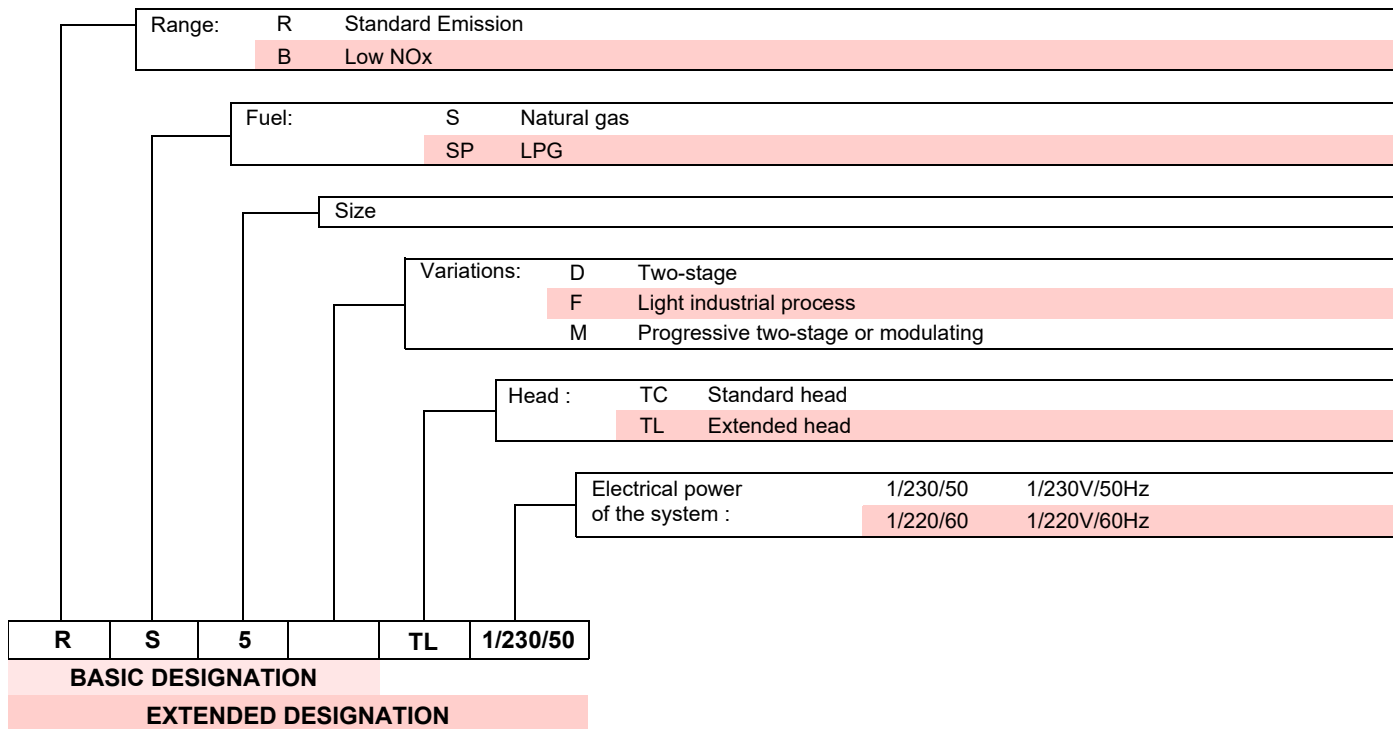 Range: R Standard Emission
B Low NOx
Fuel: S Natural gas
SP LPG
Size
Variations: D Two-stage
F Light industrial process
M Progressive two-stage or modulating
Head : TC Standard head
TL Extended head
Electrical power 1/230/50 1/230V/50Hz
of the system : 1/220/60 1/220V/60Hz
R S 5 TL 1/230/50
BASIC DESIGNATION
EXTENDED DESIGNATION